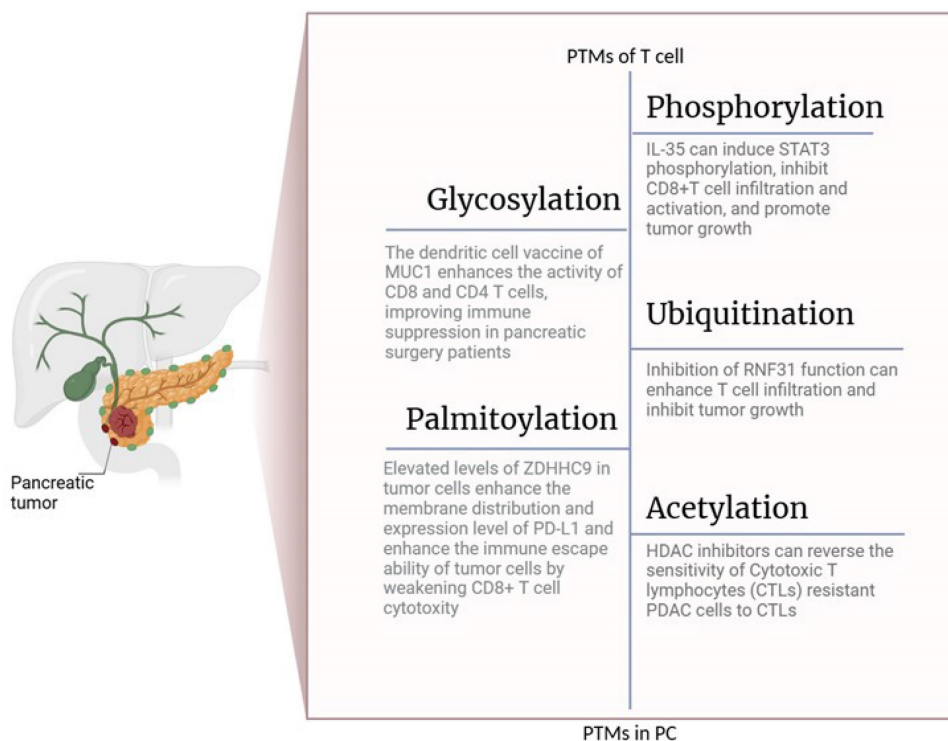 PTMs of T cell
Phosphorylation
IL-35 can induce STAT3
phosphorylation, inhibit
CD8+T cell infiltration and
activation, and promote
tumor growth
Glycosylation
The dendritic cell vaccine of
MUC1 enhances the activity of
CD8 and CD4 T cells,
improving immune
suppression in pancreatic
surgery patients
Ubiquitination
Inhibition of RNF31 function can
enhance T cell infiltration and
inhibit tumor growth
Palmitoylation
Elevated levels of ZDHHC9 in
tumor cells enhance the
membrane distribution and
expression level of PD-L1 and
enhance the immune escape
ability of tumor cells by
weakening CD8+ T cell
cytotoxity
Acetylation
HDAC inhibitors can reverse the
sensitivity of Cytotoxic T
lymphocytes (CTLs) resistant
PDAC cells to CTLs
Pancreatic
tumor
PTMs in PC